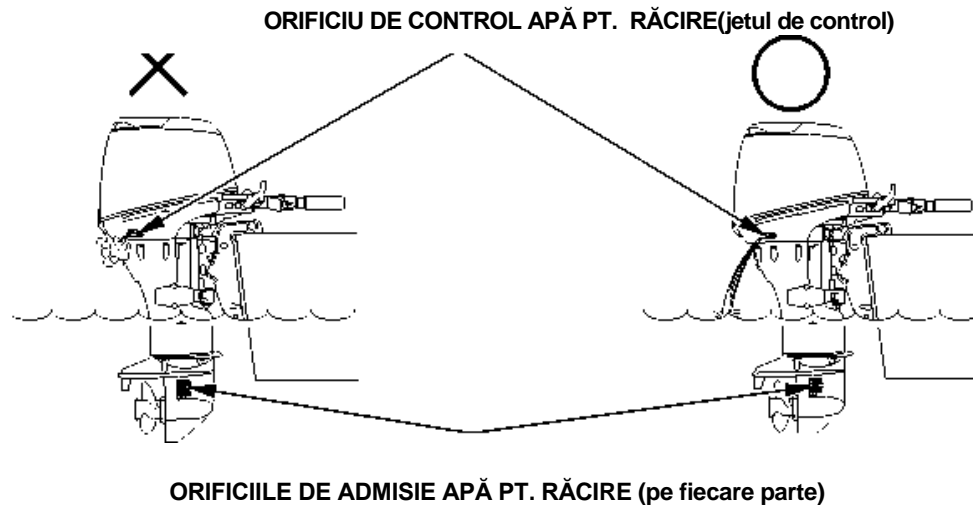 ORIFICIU DE CONTROL APĂ PT. RĂCIRE(jetul de control)
ORIFICIILE DE ADMISIE APĂ PT. RĂCIRE (pe fiecare parte)